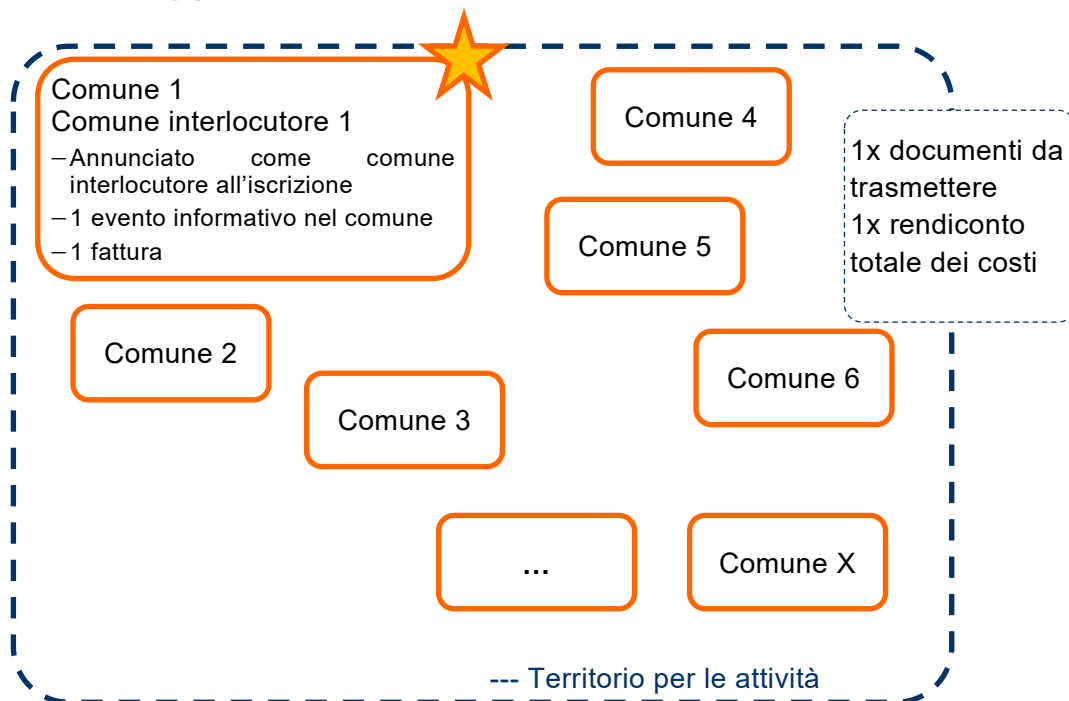 Comune 1
Comune interlocutore 1
–Annunciato come comune
interlocutore all'iscrizione
–1 evento informativo nel comune
–1 fattura
Comune 4
1x documenti da
trasmettere
1x rendiconto
totale dei costi
Comune 5
Comune 2
Comune 6
Comune 3
...
Comune X
--- Territorio per le attività